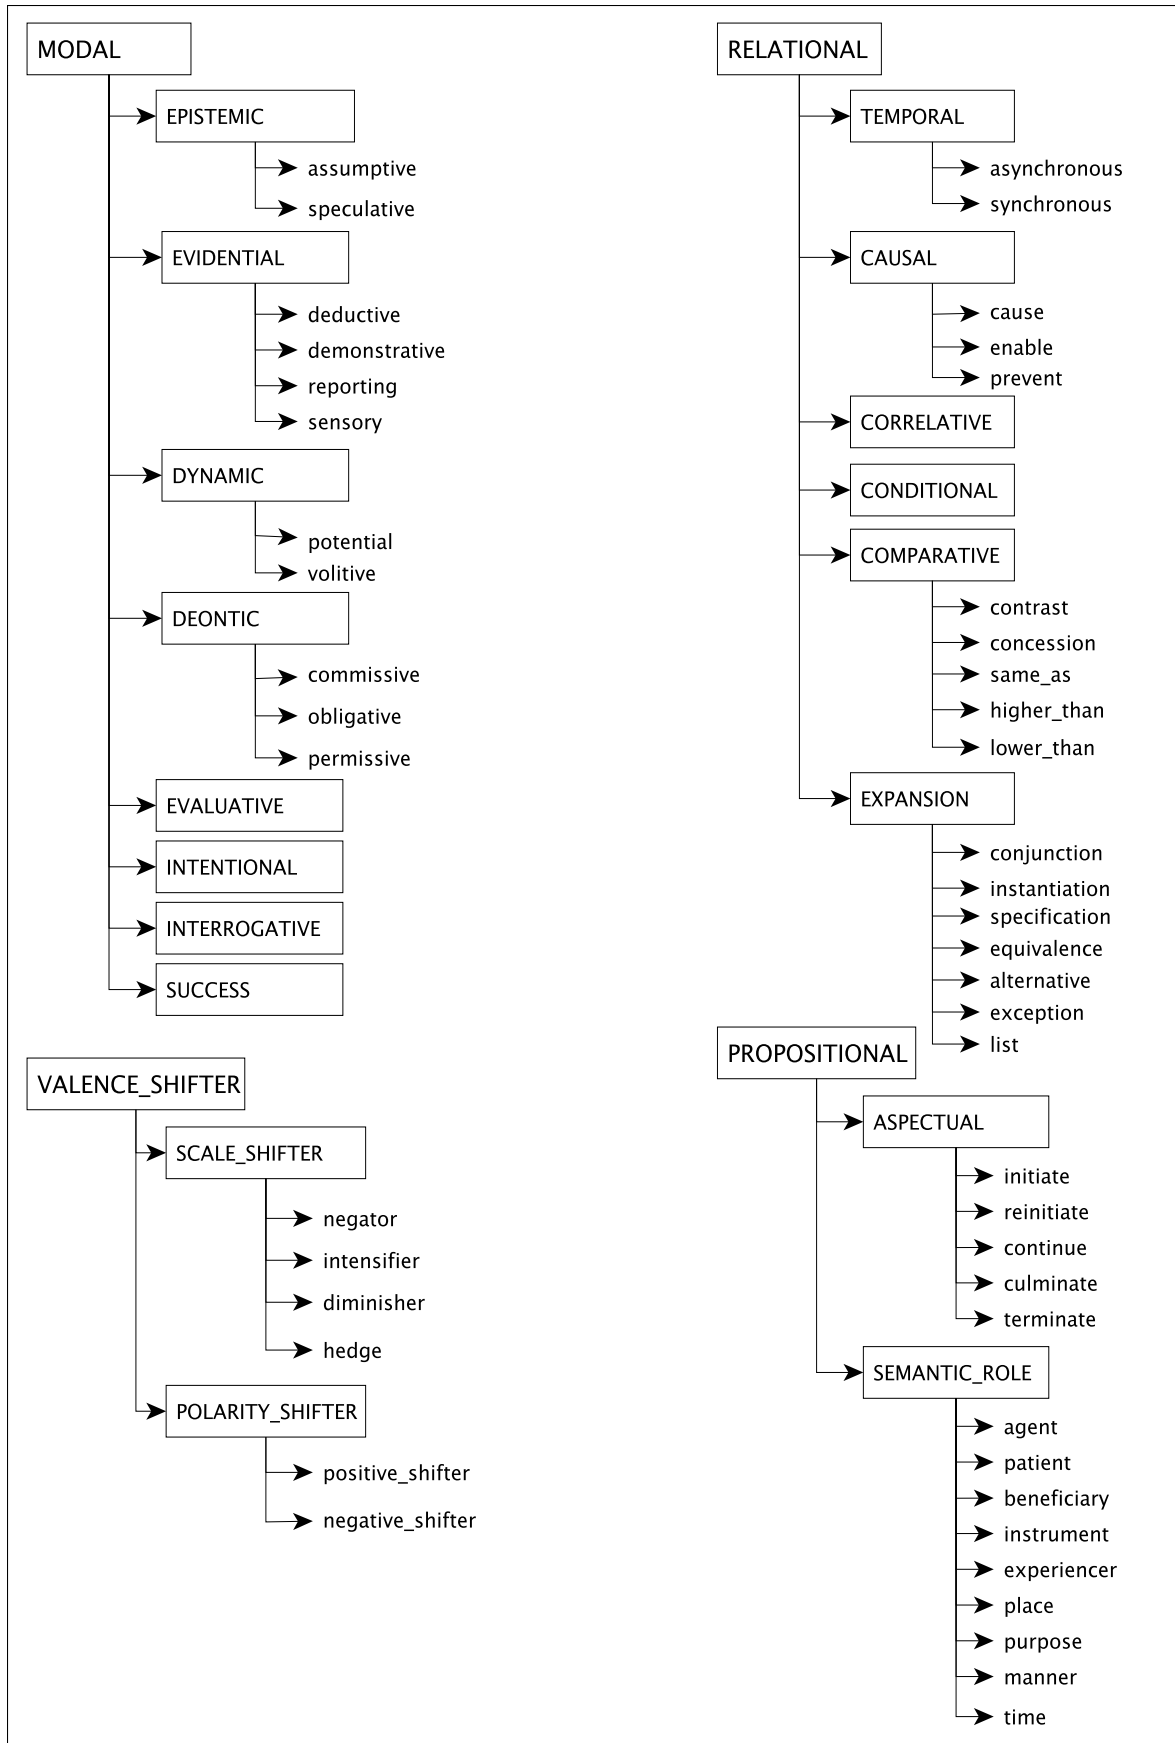 MODAL
EPISTEMIC
assumptive
speculative
EVIDENTIAL
deductive
demonstrative
reporting
sensory
DYNAMIC
potential
volitive
DEONTIC
commissive
obligative
permissive
EVALUATIVE
INTENTIONAL
INTERROGATIVE
SUCCESS
VALENCE_SHIFTER
SCALE_SHIFTER
negator
intensifier
diminisher
hedge
POLARITY_SHIFTER
positive_shifter
negative_shifter
RELATIONAL
TEMPORAL
asynchronous
synchronous
CAUSAL
cause
enable
prevent
CORRELATIVE
CONDITIONAL
COMPARATIVE
contrast
concession
same_as
higher_than
lower_than
EXPANSION
conjunction
instantiation
specification
equivalence
alternative
exception
list
PROPOSITIONAL
ASPECTUAL
initiate
reinitiate
continue
culminate
terminate
SEMANTIC_ROLE
agent
patient
beneficiary
instrument
experiencer
place
purpose
manner
time